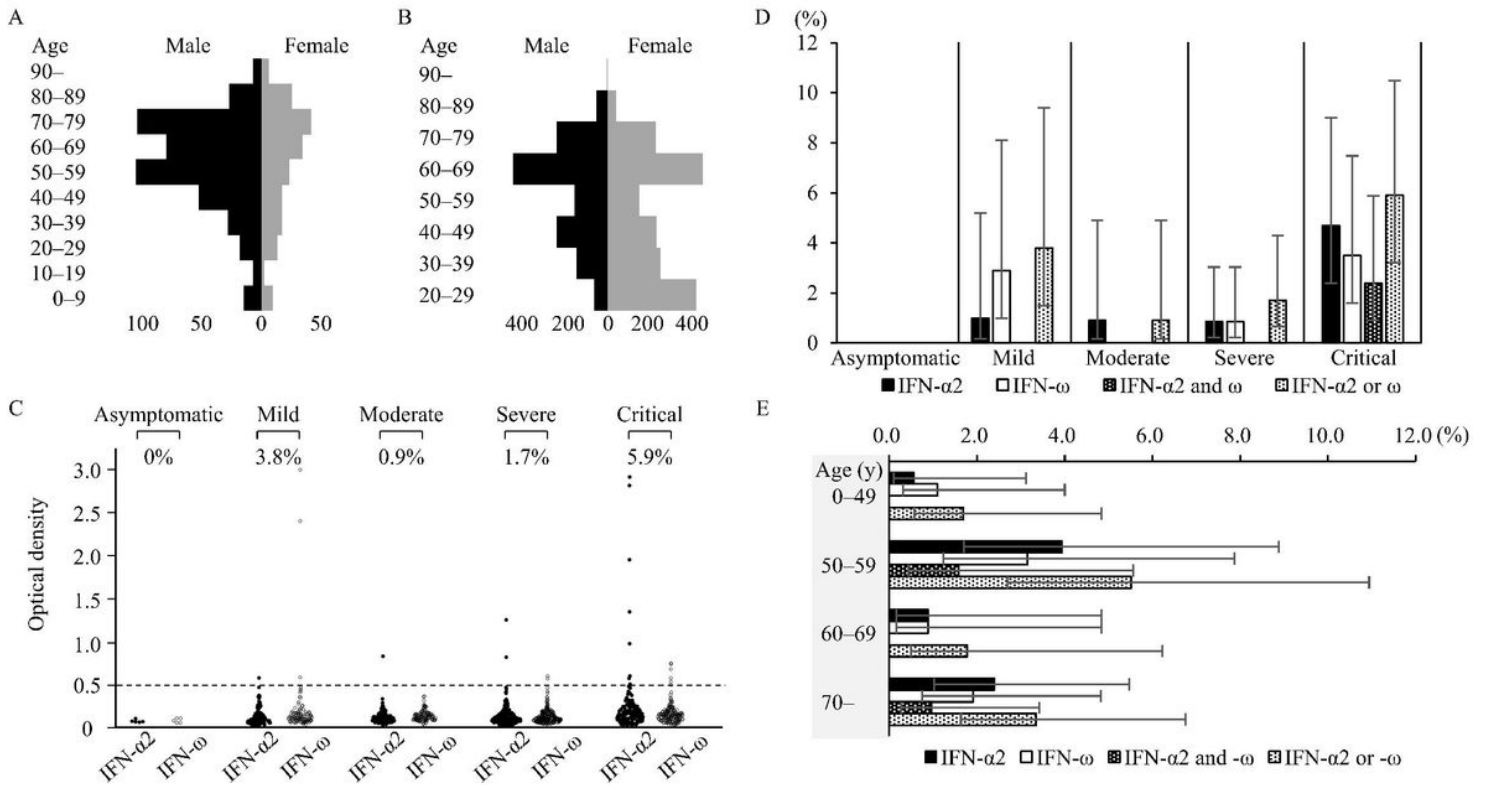 A
Age Male Female
90–
80–89
70–79
60–69
50–59
40–49
30–39
20–29
10–19
0–9
100 50 0 50
B
Age Male Female
90–
80–89
70–79
60–69
50–59
40–49
30–39
20–29
400 200 0 200 400
C
Asymptomatic Mild Moderate Severe Critical
0% 3.8% 0.9% 1.7% 5.9%
Optical density
3.0
2.5
2.0
1.5
1.0
0.5
0
IFN-α2 IFN-ω IFN-α2 IFN-ω IFN-α2 IFN-ω IFN-α2 IFN-ω IFN-α2 IFN-ω
D (%)
12
10
8
6
4
2
0
Asymptomatic Mild Moderate Severe Critical
IFN-α2 IFN-ω IFN-α2 and ω IFN-α2 or ω
E
0.0 2.0 4.0 6.0 8.0 10.0 12.0 (%)
Age (y)
0–49
50–59
60–69
70–
IFN-α2 IFN-ω IFN-α2 and -ω IFN-α2 or -ω